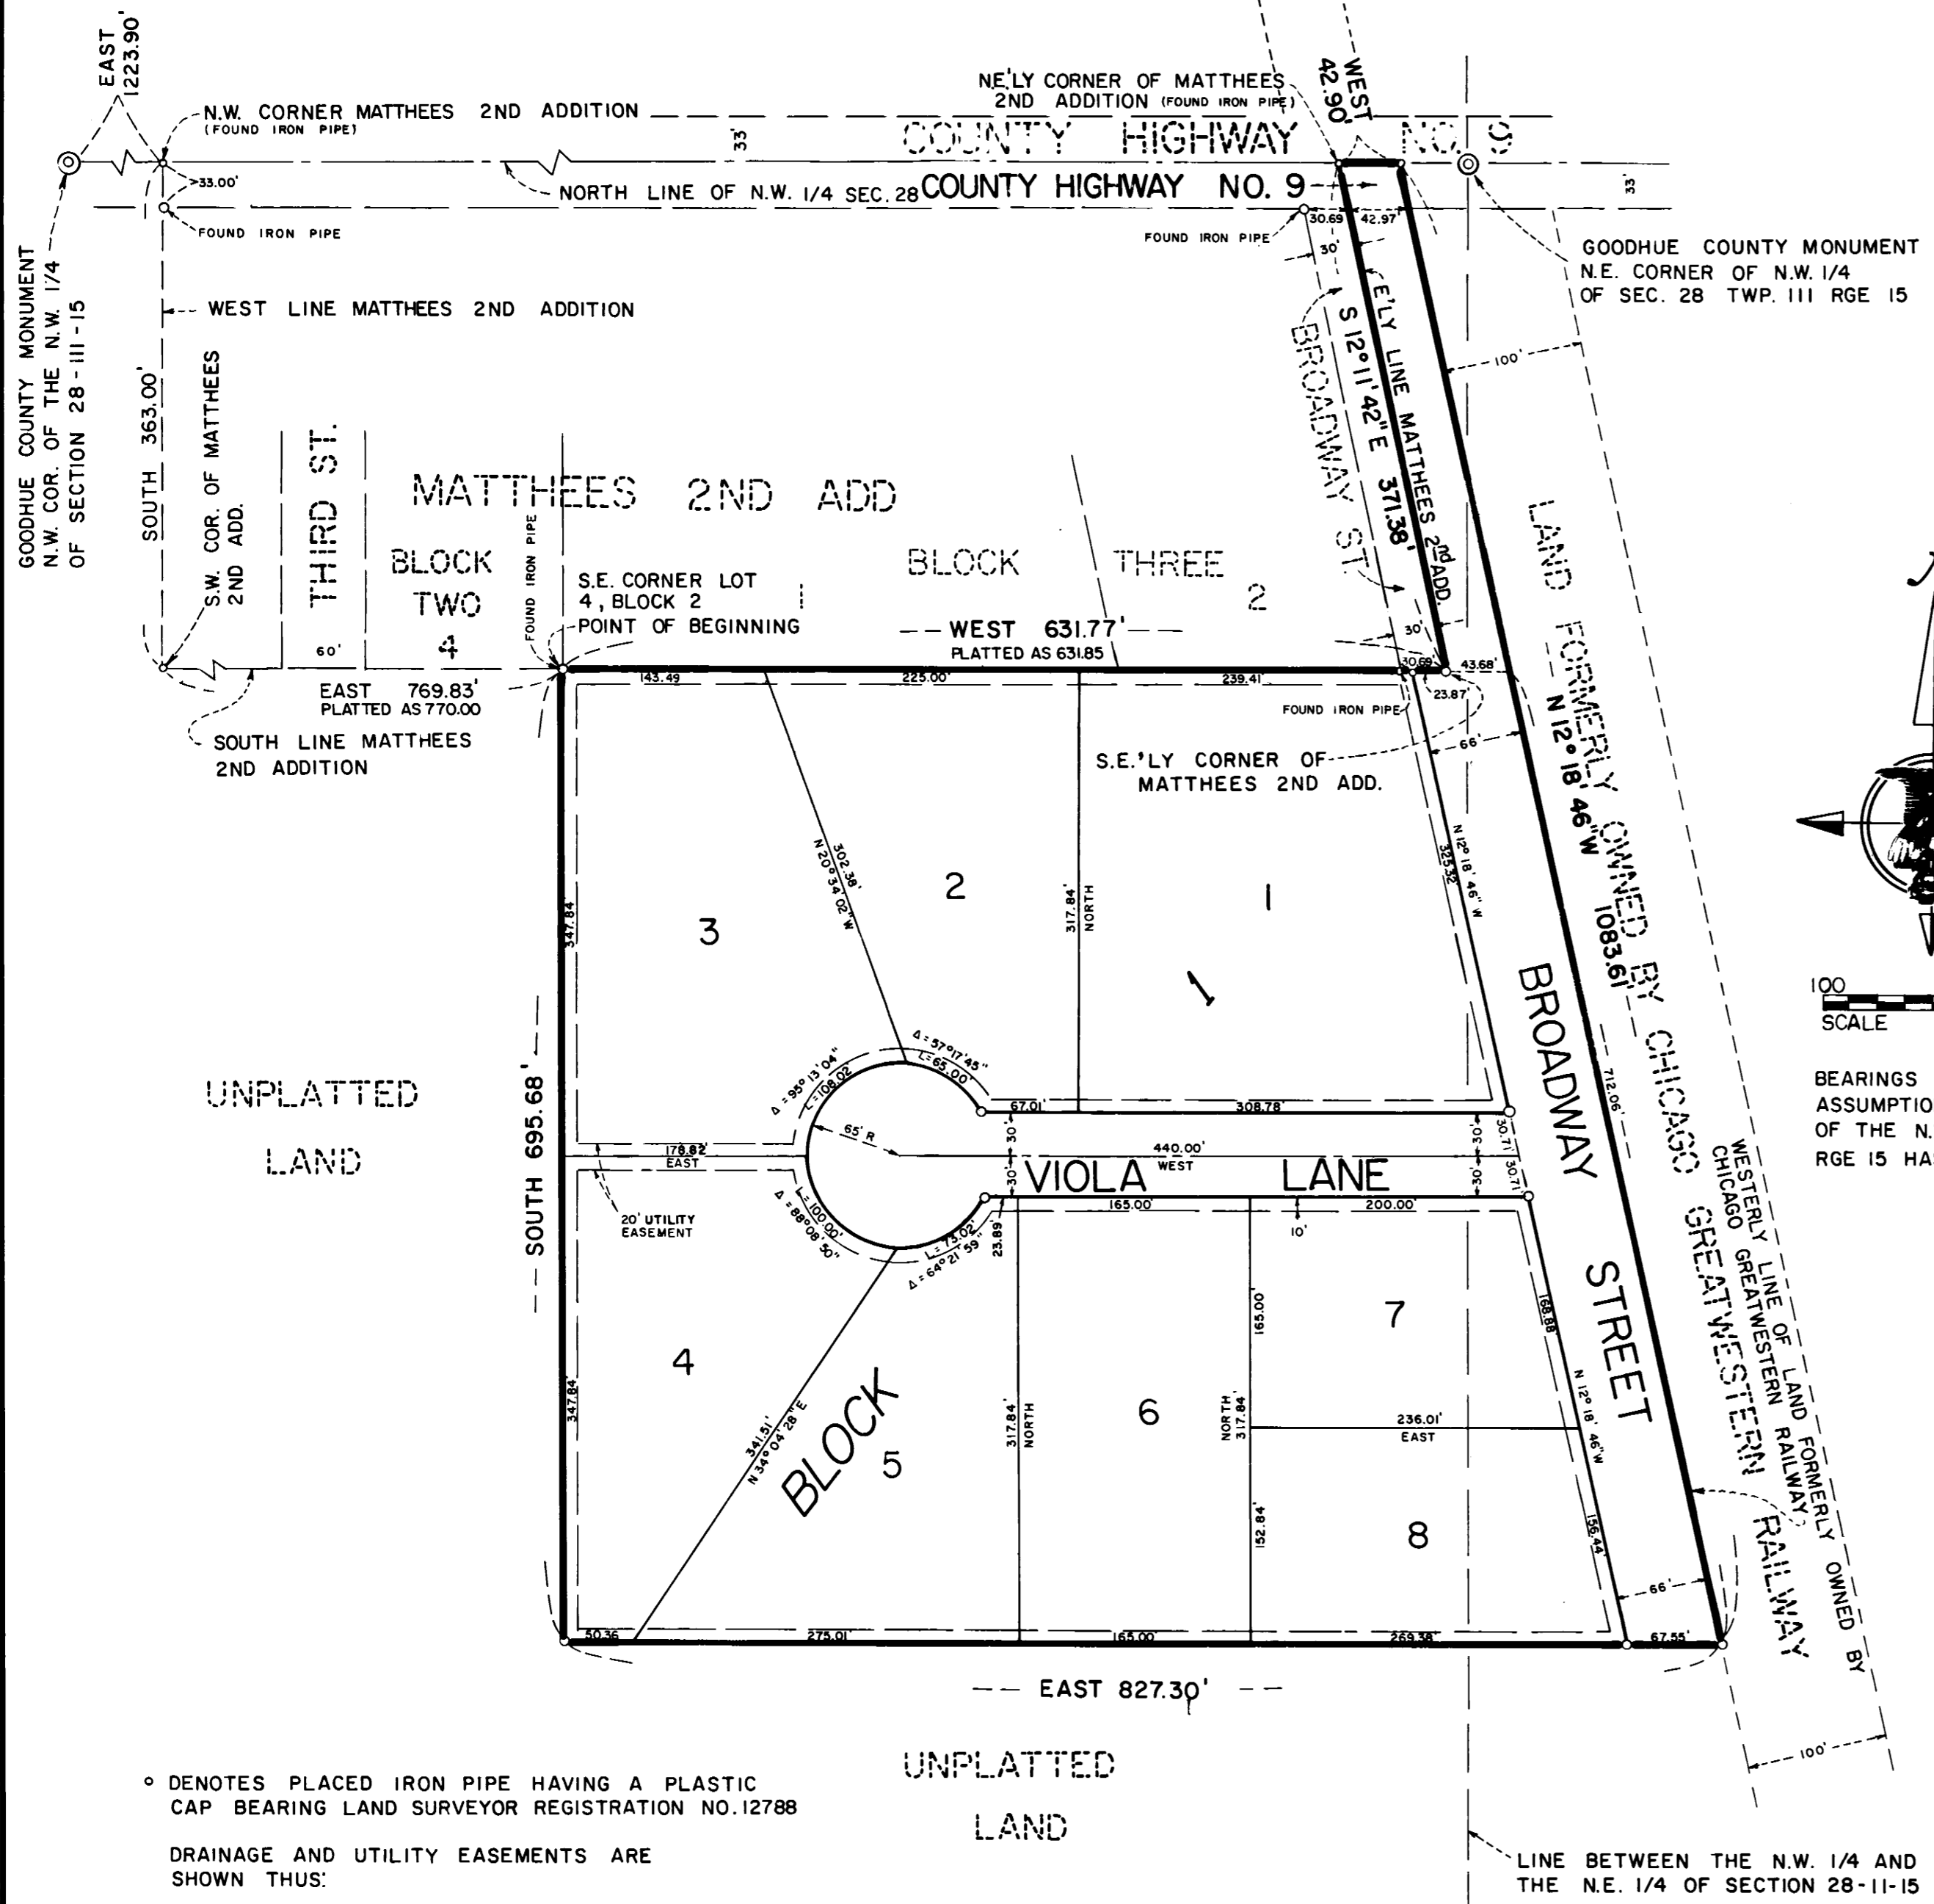 EAST
1223.90'
N.W. CORNER MATTHEES 2ND ADDITION
(FOUND IRON PIPE)
33'
NE'LY CORNER OF MATTHEES
2ND ADDITION (FOUND IRON PIPE)
WEST
42.90'
COUNTY HIGHWAY NO. 9
33.00'
NORTH LINE OF N.W. 1/4 SEC. 28
COUNTY HIGHWAY NO. 9
33'
FOUND IRON PIPE
FOUND IRON PIPE
30.69
42.97'
30'
GOODHUE COUNTY MONUMENT
N.W. COR. OF THE N.W. 1/4
OF SECTION 28-111-15
GOODHUE COUNTY MONUMENT
N.E. CORNER OF N.W. 1/4
OF SEC. 28 TWP. 111 RGE 15
WEST LINE MATTHEES 2ND ADDITION
SOUTH 363.00'
S.W. COR. OF MATTHEES
2ND ADD.
THIRD ST.
60'
MATTHEES 2ND ADD
BLOCK
TWO
4
FOUND IRON PIPE
BLOCK THREE
2
BROADWAY ST.
E'LY LINE MATTHEES 2nd ADD.
S 12° 11' 42" E 371.38'
100'
S.E. CORNER LOT
4, BLOCK 2
POINT OF BEGINNING
WEST 631.77'
PLATTED AS 631.85
30'
30.69'
43.68'
23.87'
EAST 769.83'
PLATTED AS 770.00
SOUTH LINE MATTHEES
2ND ADDITION
143.49
225.00'
239.41'
FOUND IRON PIPE
S.E.'LY CORNER OF
MATTHEES 2ND ADD.
66'
LAND FORMERLY OWNED BY CHICAGO GREATWESTERN RAILWAY
N 12° 18' 46" W 1083.61
347.84'
302.38'
N 20° 34' 02" W
3
2
1
317.84'
NORTH
N 12° 18' 46" W
325.32'
1
100
SCALE
BEARINGS
ASSUMPTIO
OF THE N.
RGE 15 HA
UNPLATTED
LAND
SOUTH 695.68'
Δ = 95° 13' 04"
L = 108.02'
Δ = 57° 17' 45"
L = 65.00'
65' R
67.01'
308.78'
30'
30'
30.71'
178.82'
EAST
440.00'
WEST
VIOLA LANE
30'
30'
30.71'
20' UTILITY
EASEMENT
L = 100.00'
Δ = 88° 08' 50"
L = 73.02'
Δ = 64° 21' 59"
23.89'
165.00'
200.00'
10'
BROADWAY STREET
712.06'
WESTERLY LINE OF LAND FORMERLY OWNED BY
CHICAGO GREATWESTERN RAILWAY
347.84'
4
341.51'
N 34° 04' 28" E
BLOCK
5
317.84'
NORTH
6
165.00'
NORTH
317.84'
7
168.88'
236.01'
EAST
N 12° 18' 46" W
152.84'
8
156.44'
66'
50.36
275.01'
165.00'
269.38'
67.55'
EAST 827.30'
100'
UNPLATTED
LAND
DENOTES PLACED IRON PIPE HAVING A PLASTIC
CAP BEARING LAND SURVEYOR REGISTRATION NO. 12788
DRAINAGE AND UTILITY EASEMENTS ARE
SHOWN THUS:
LINE BETWEEN THE N.W. 1/4 AND
THE N.E. 1/4 OF SECTION 28-11-15